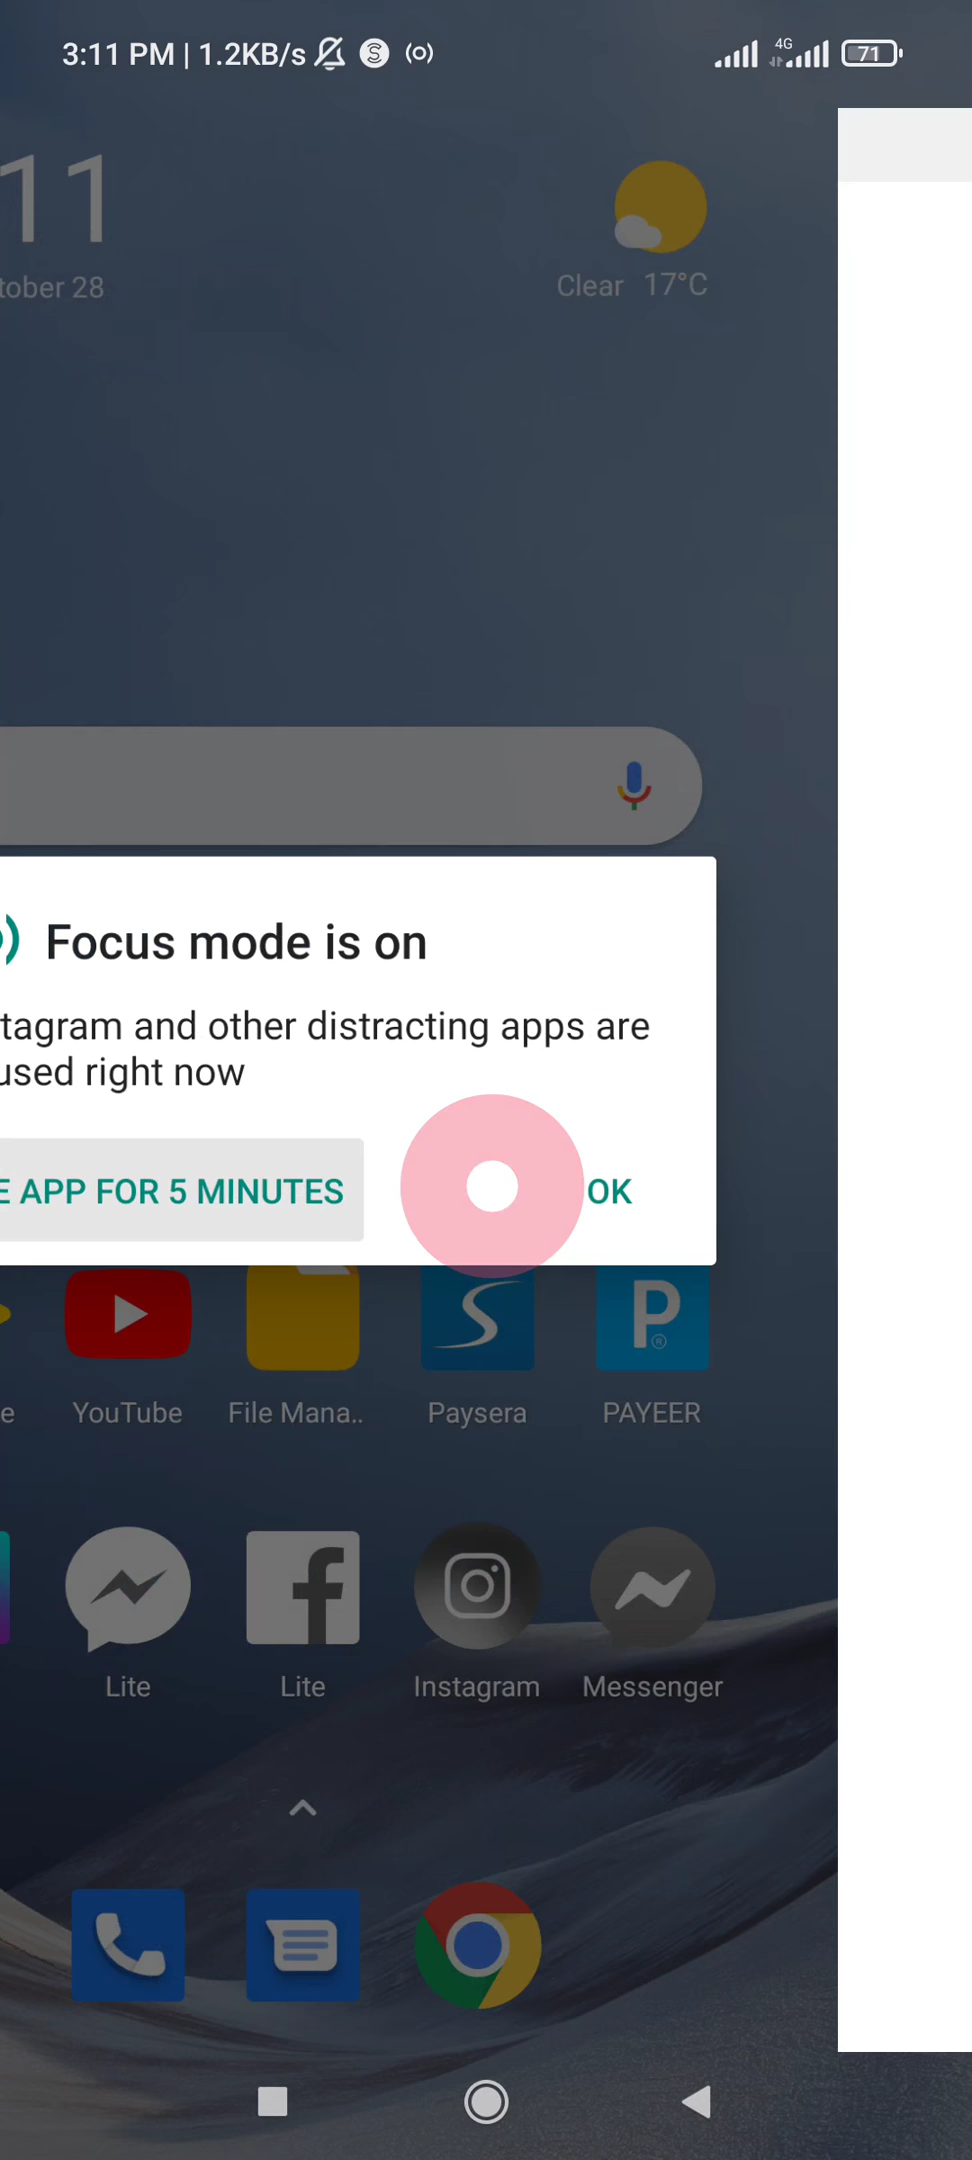 3:11 PM | 1.2KB/s
4G
71
11
tober 28
Clear 17°C
Focus mode is on
tagram and other distracting apps are
used right now
E APP FOR 5 MINUTES
OK
P
®
e
YouTube
File Mana..
Paysera
PAYEER
Lite
Lite
Instagram
Messenger